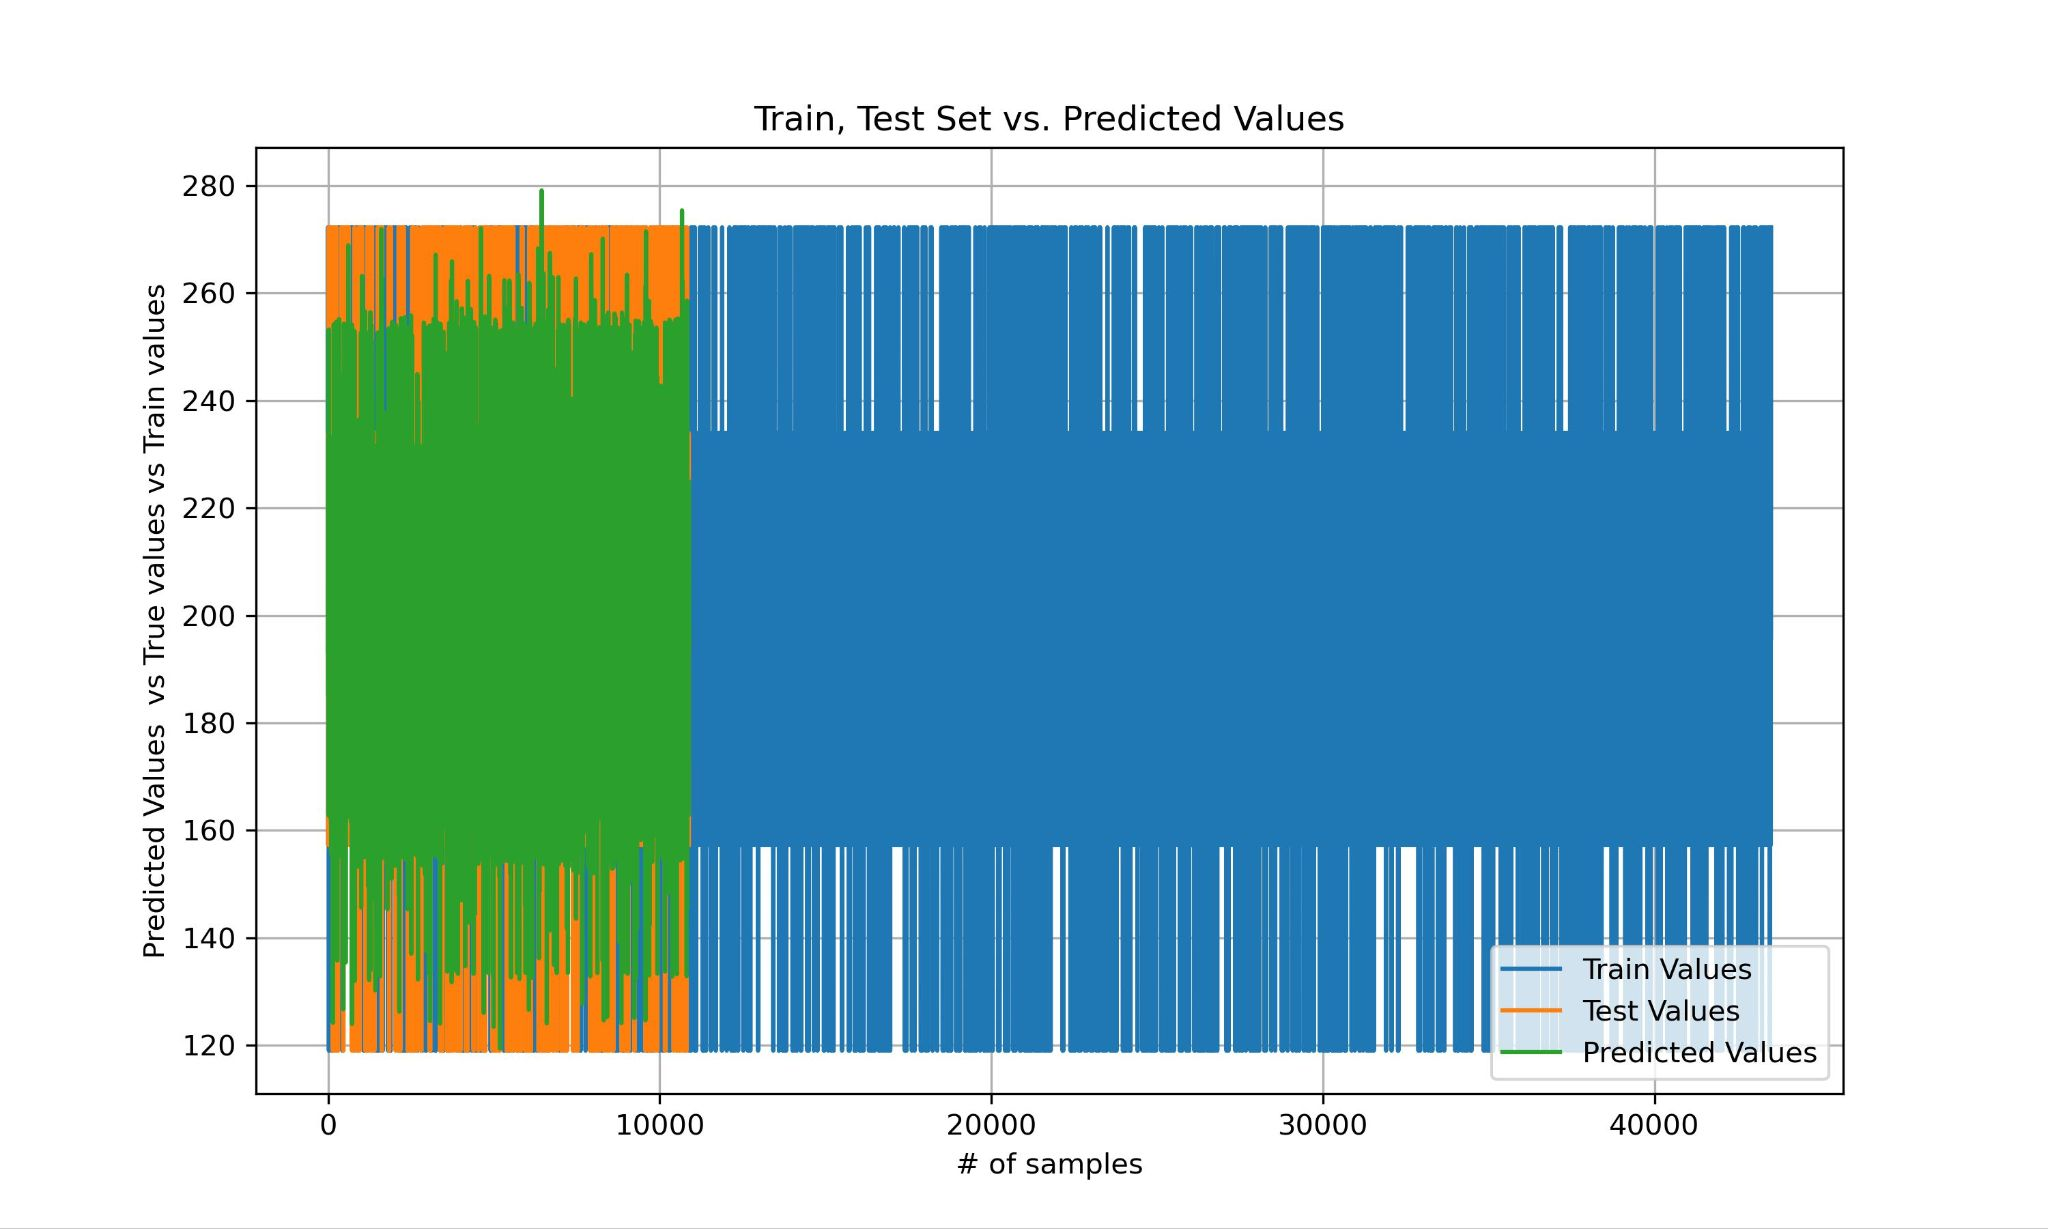 Train, Test Set vs. Predicted Values
Predicted Values  vs True values vs Train values
280
260
240
220
200
180
160
140
120
0
10000
20000
30000
40000
# of samples
Train Values
Test Values
Predicted Values